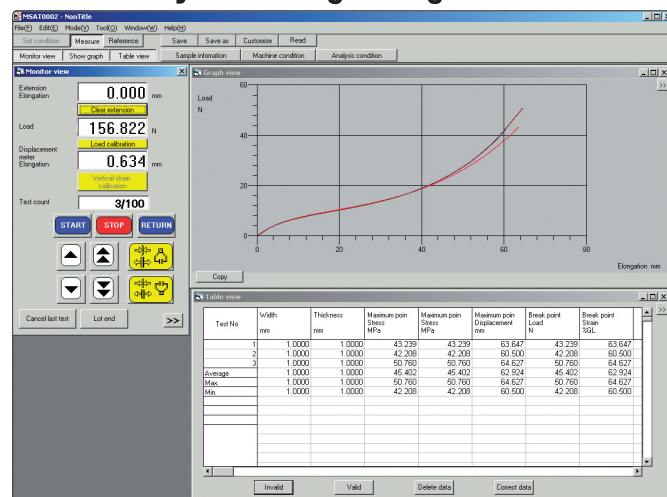 MSAT0002 - NonTitle
File(F) Edit(E) Mode(V) Tool(O) Window(W) Help(H)
Set condition Measure Reference Save Save as Customize Read
Monitor view Show graph Table view Sample infomation Machine condition Analysis condition
Monitor view
Extension
Elongation
0.000 mm
Clear extension
Load
156.822 N
Load calibration
Displacement
meter
Elongation
0.634 mm
Vertical strain
calibration
Test count
3/100
START STOP RETURN
Cancel last test Lot end >>
Graph view
>>
Load
N
60
40
20
0
0 20 40 60 80
Elongation mm
Copy
Table view
>>
Test No. Width mm Thickness mm Maximum poin Stress MPa Maximum poin Stress MPa Maximum poin Displacement mm Break point Load N Break point Strain %GL
1 1.0000 1.0000 43.239 43.239 63.647 43.239 63.647
2 1.0000 1.0000 42.208 42.208 60.500 42.208 60.500
3 1.0000 1.0000 50.760 50.760 64.627 50.760 64.627
Average 1.0000 1.0000 45.402 45.402 62.924 45.402 62.924
Max. 1.0000 1.0000 50.760 50.760 64.627 50.760 64.627
Min. 1.0000 1.0000 42.208 42.208 60.500 42.208 60.500
Invalid Valid Delete data Correct data